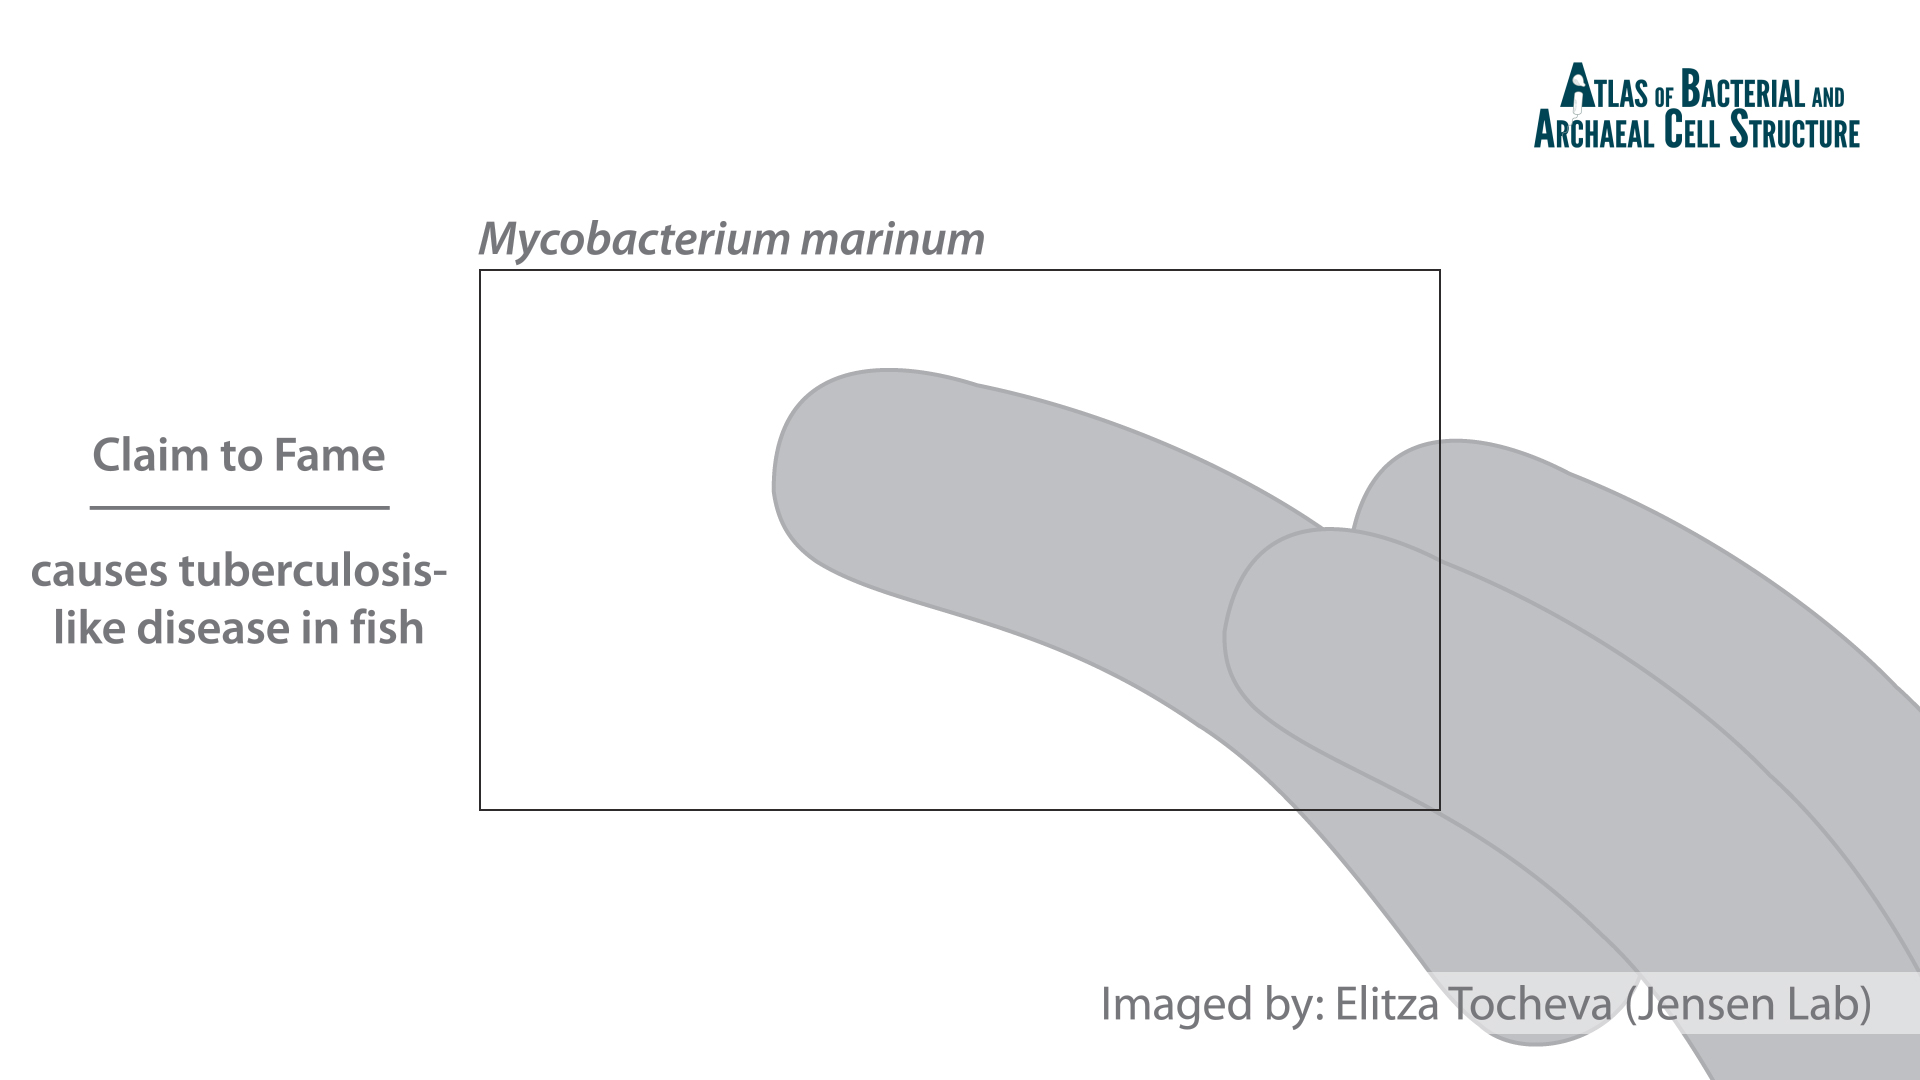 ATLAS OF BACTERIAL AND
ARCHAEAL CELL STRUCTURE
Mycobacterium marinum
Claim to Fame
causes tuberculosis-
like disease in fish
Imaged by: Elitza Tocheva (Jensen Lab)